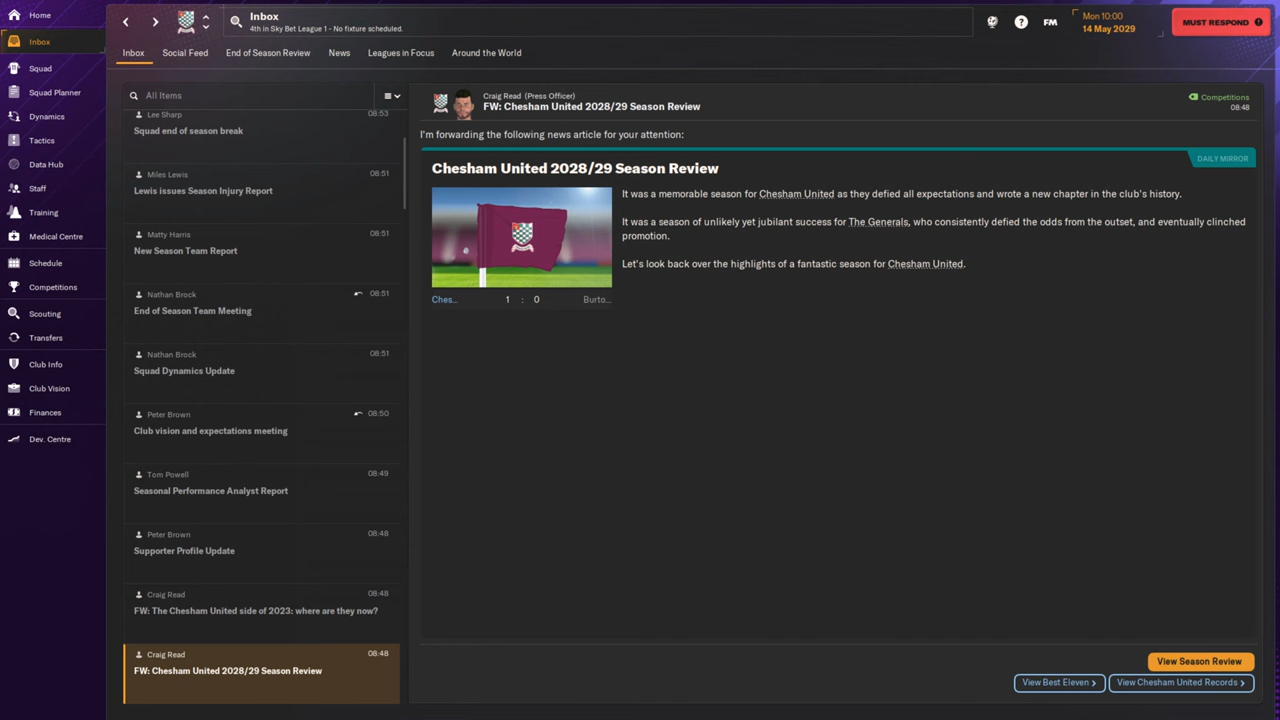 Home
Inbox
Squad
Squad Planner
Dynamics
Tactics
Data Hub
Staff
Training
Medical Centre
Schedule
Competitions
Scouting
Transfers
Club Info
Club Vision
Finances
Dev. Centre
Inbox
4th in Sky Bet League 1 - No fixture scheduled.
FM
Mon 10:00
14 May 2029
MUST RESPOND
Inbox
Social Feed
End of Season Review
News
Leagues in Focus
Around the World
All Items
Lee Sharp 08:53
Squad end of season break
Miles Lewis 08:51
Lewis issues Season Injury Report
Matty Harris 08:51
New Season Team Report
Nathan Brock 08:51
End of Season Team Meeting
Nathan Brock 08:51
Squad Dynamics Update
Peter Brown 08:50
Club vision and expectations meeting
Tom Powell 08:49
Seasonal Performance Analyst Report
Peter Brown 08:48
Supporter Profile Update
Craig Read 08:48
FW: The Chesham United side of 2023: where are they now?
Craig Read 08:48
FW: Chesham United 2028/29 Season Review
Craig Read (Press Officer)
FW: Chesham United 2028/29 Season Review
Competitions
08:48
I'm forwarding the following news article for your attention:
DAILY MIRROR
Chesham United 2028/29 Season Review
It was a memorable season for Chesham United as they defied all expectations and wrote a new chapter in the club's history.
It was a season of unlikely yet jubilant success for The Generals, who consistently defied the odds from the outset, and eventually clinched
promotion.
Let's look back over the highlights of a fantastic season for Chesham United.
Ches... 1 : 0 Burto...
View Season Review
View Best Eleven
View Chesham United Records